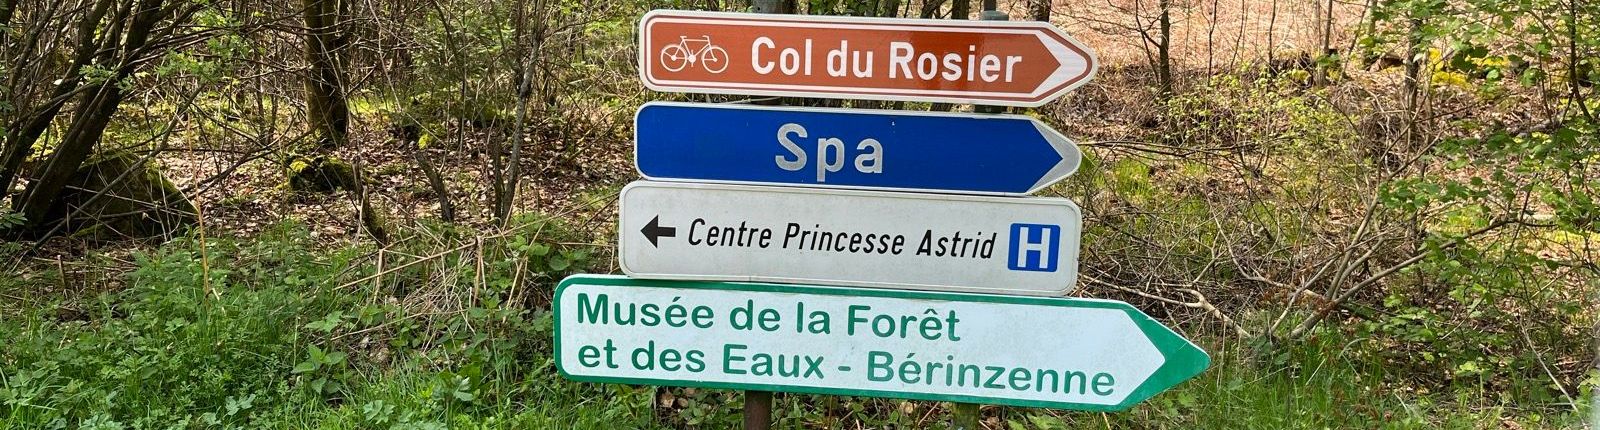 Col du Rosier
Spa
Centre Princesse Astrid H
Musée de la Forêt
et des Eaux - Bérinzenne